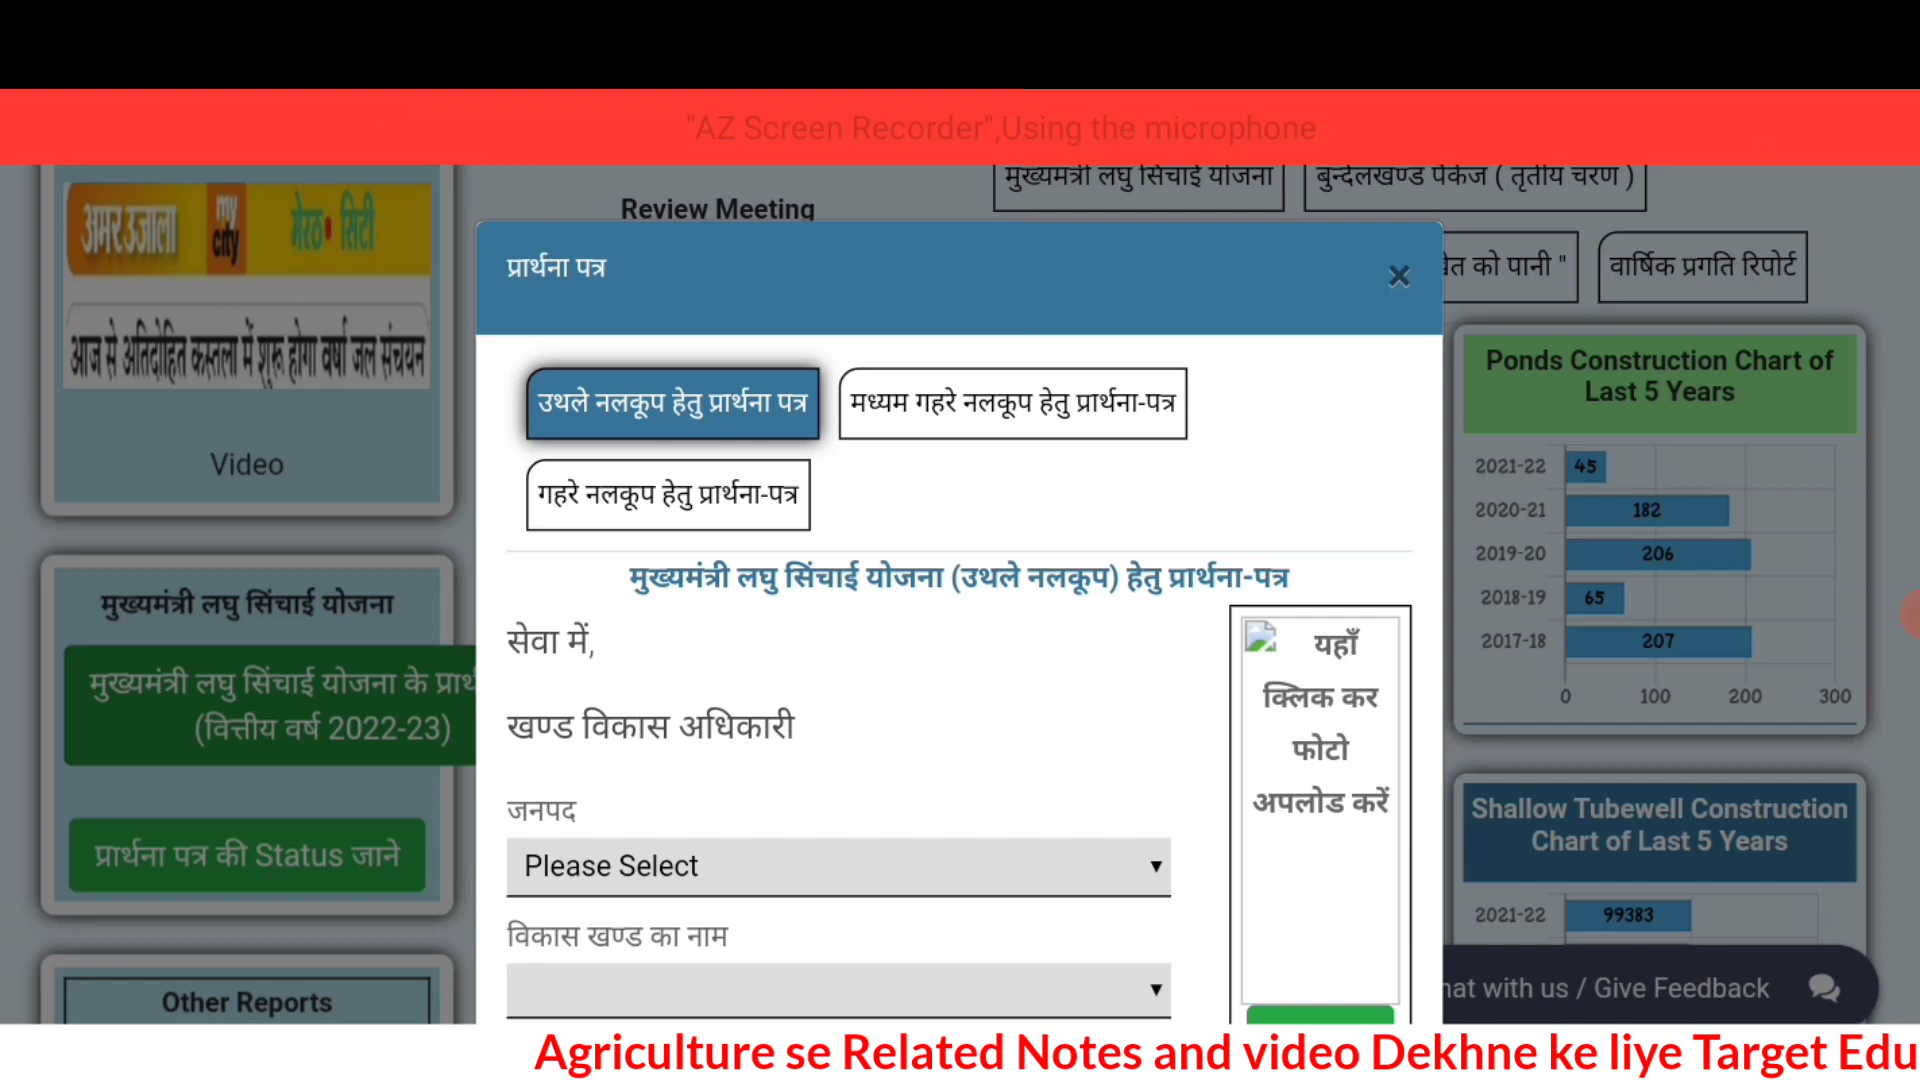 "AZ Screen Recorder",Using the microphone
मुख्यमंत्री लघु सिंचाई योजना
बुन्देलखण्ड पैकेज ( तृतीय चरण )
Review Meeting
अमर उजाला
my city
मेरठ सिटी
आज से अतिदोहित कस्तला में शुरू होगा वर्षा जल संचयन
Video
खेत को पानी "
वार्षिक प्रगति रिपोर्ट
प्रार्थना पत्र
×
उथले नलकूप हेतु प्रार्थना पत्र
मध्यम गहरे नलकूप हेतु प्रार्थना-पत्र
गहरे नलकूप हेतु प्रार्थना-पत्र
मुख्यमंत्री लघु सिंचाई योजना (उथले नलकूप) हेतु प्रार्थना-पत्र
सेवा में,
खण्ड विकास अधिकारी
जनपद
Please Select
विकास खण्ड का नाम
यहाँ
क्लिक कर
फोटो
अपलोड करें
मुख्यमंत्री लघु सिंचाई योजना
मुख्यमंत्री लघु सिंचाई योजना के प्रार्थ
(वित्तीय वर्ष 2022-23)
प्रार्थना पत्र की Status जाने
Other Reports
Ponds Construction Chart of
Last 5 Years
2021-22 45
2020-21 182
2019-20 206
2018-19 65
2017-18 207
0 100 200 300
Shallow Tubewell Construction
Chart of Last 5 Years
2021-22 99383
hat with us / Give Feedback
Agriculture se Related Notes and video Dekhne ke liye Target Edu